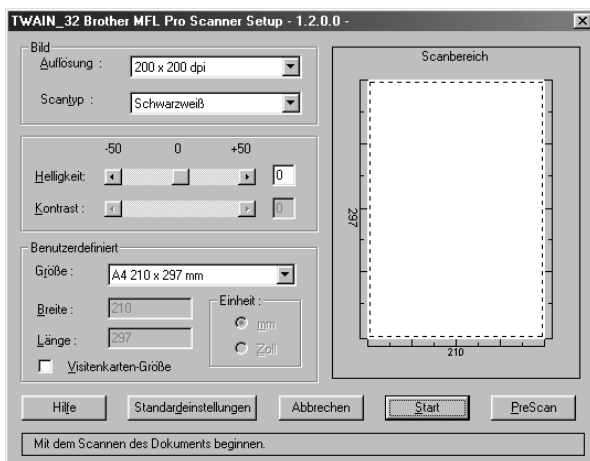 TWAIN_32 Brother MFL Pro Scanner Setup - 1.2.0.0 -
Bild
Auflösung :
200 x 200 dpi
Scantyp :
Schwarzweiß
-50 0 +50
Helligkeit:
0
Kontrast :
0
Benutzerdefiniert
Größe :
A4 210 x 297 mm
Breite :
210
Länge :
297
Einheit :
mm
Zoll
Visitenkarten-Größe
Scanbereich
297
210
Hilfe Standardeinstellungen Abbrechen Start PreScan
Mit dem Scannen des Dokuments beginnen.